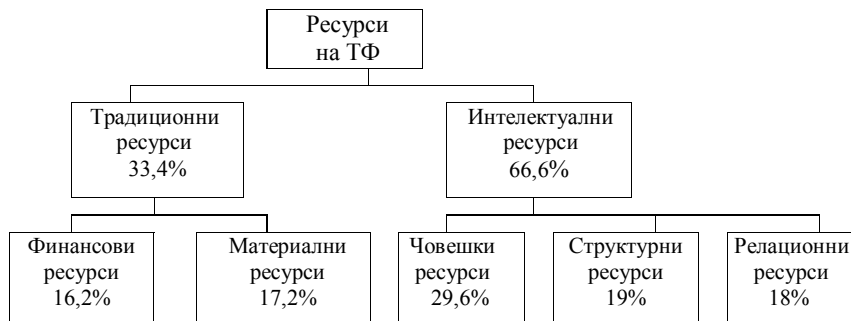 Ресурси
на ТФ
Традиционни
ресурси
33,4%
Интелектуални
ресурси
66,6%
Финансови
ресурси
16,2%
Материални
ресурси
17,2%
Човешки
ресурси
29,6%
Структурни
ресурси
19%
Релационни
ресурси
18%